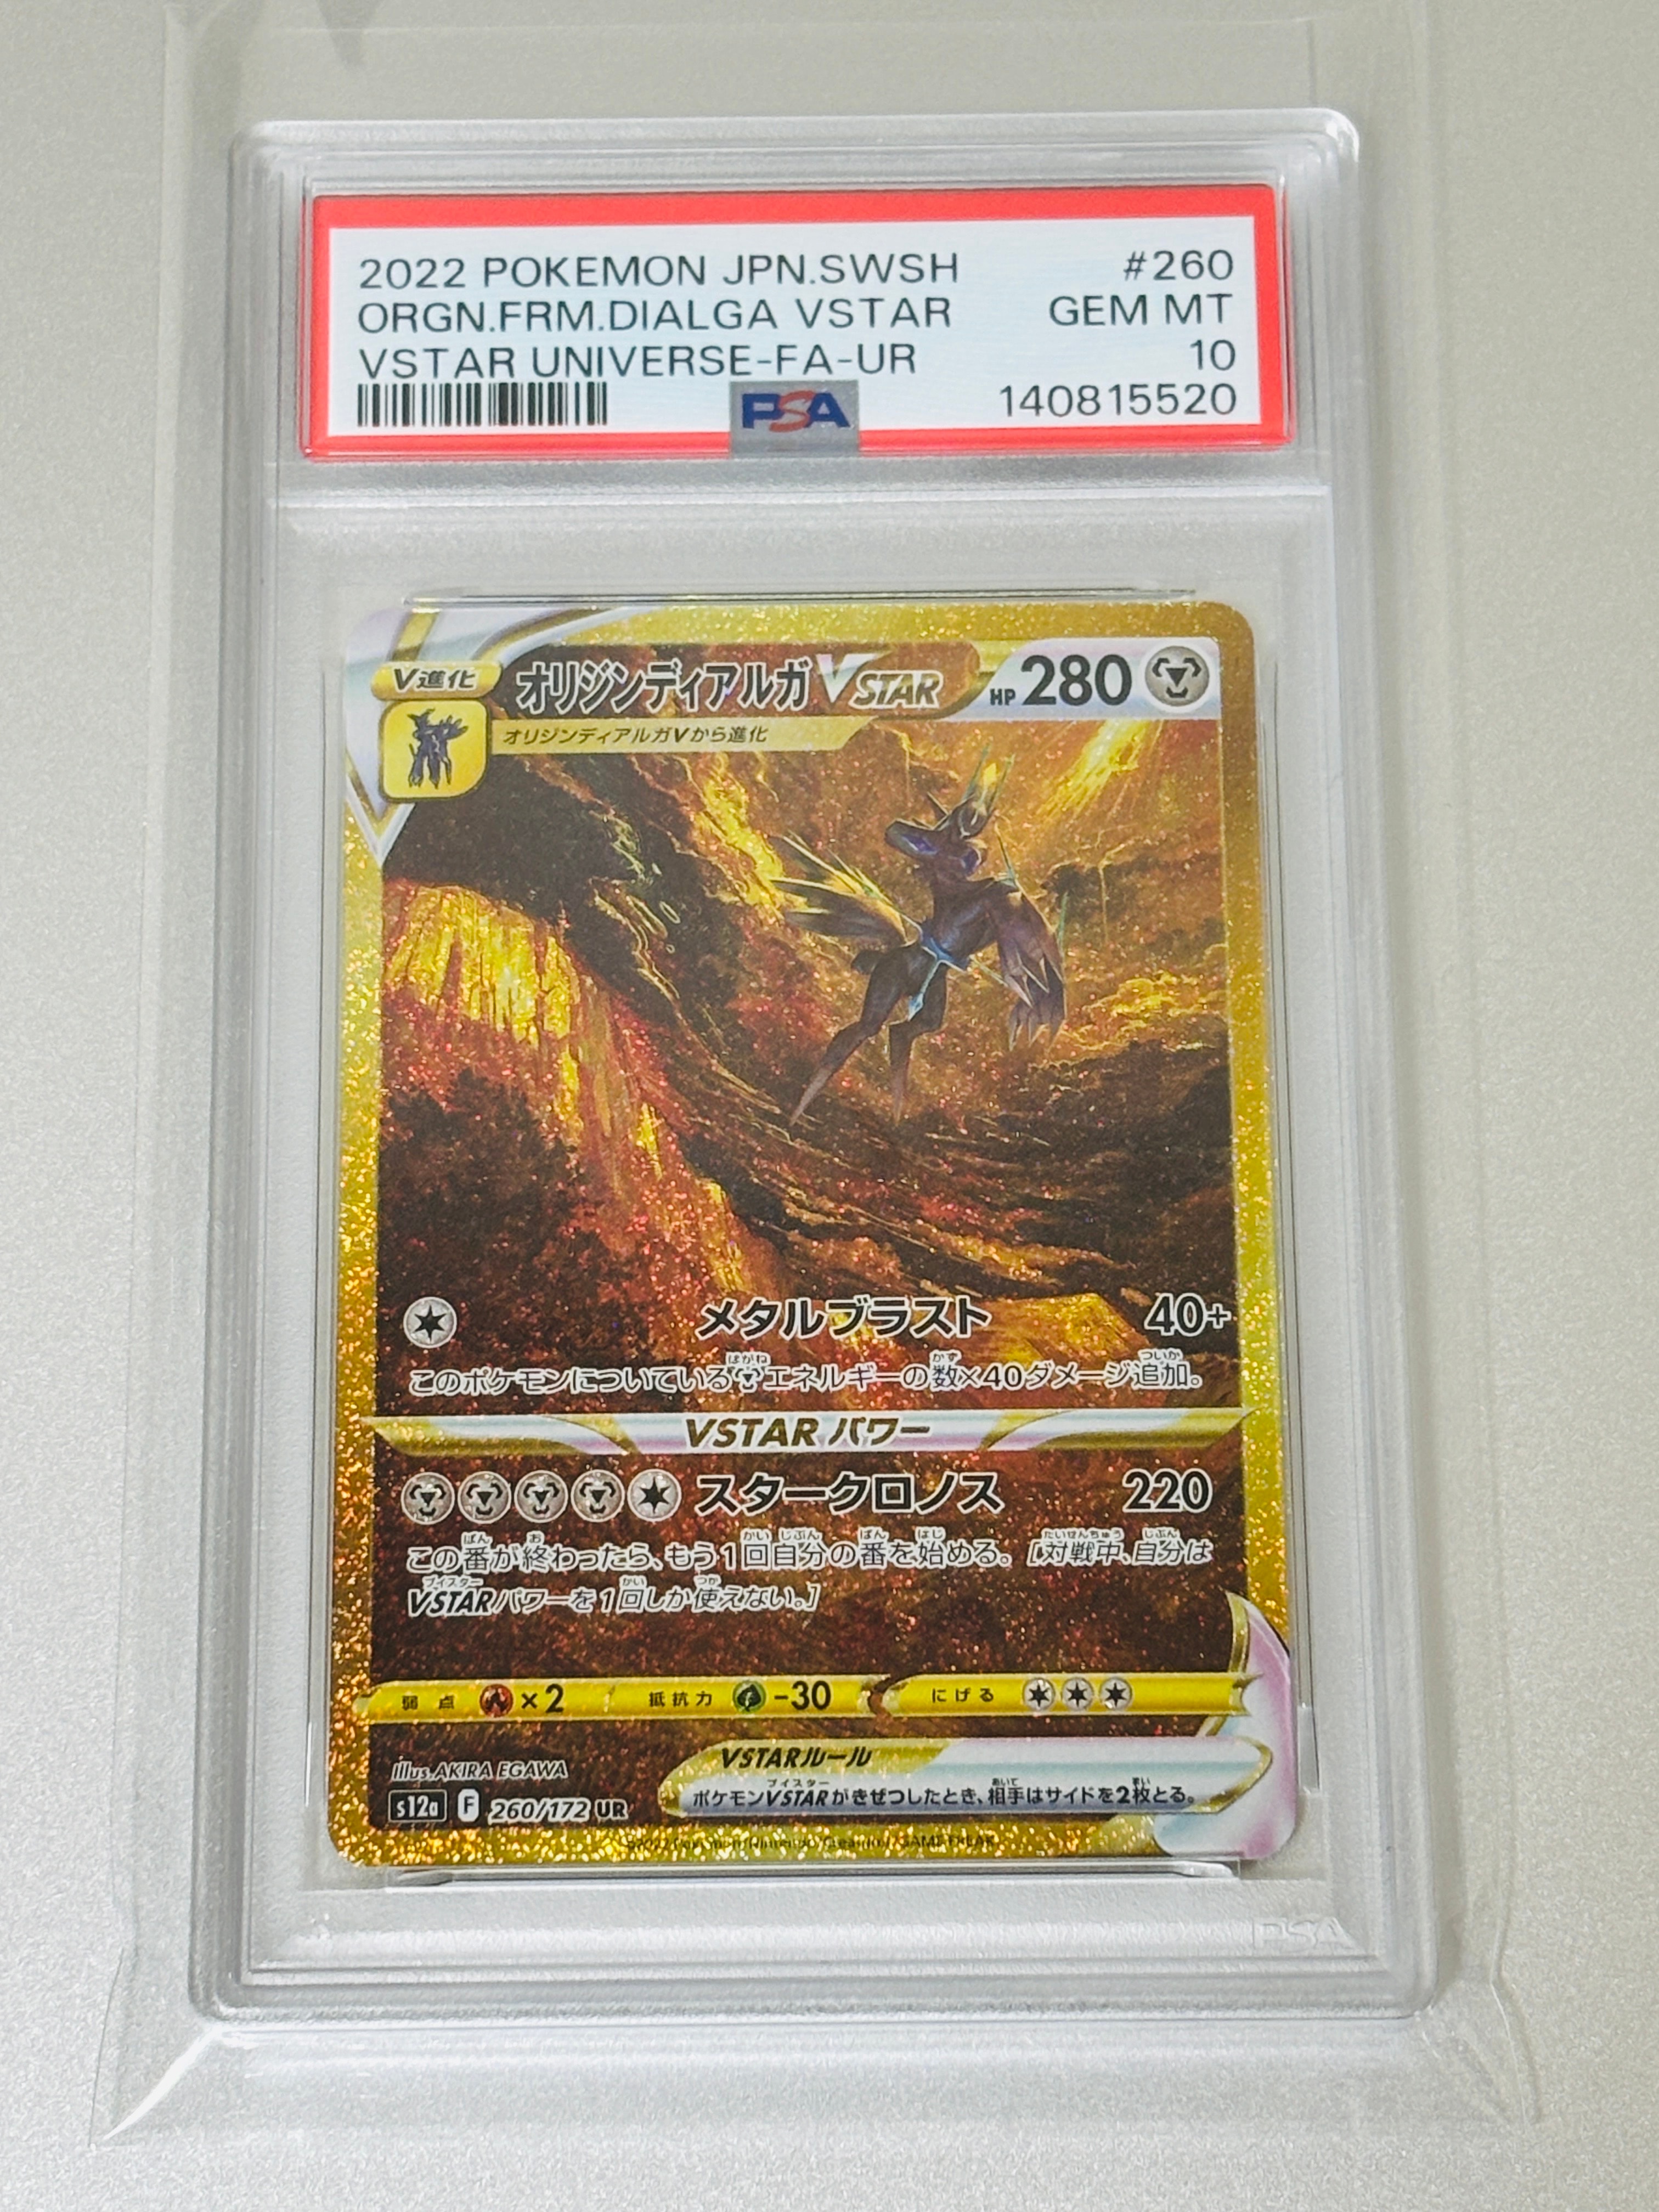 2022 POKEMON JPN.SWSH #260
ORGN.FRM.DIALGA VSTAR GEM MT
VSTAR UNIVERSE-FA-UR 10
PSA 140815520
V進化 オリジンディアルガVSTAR HP 280
オリジンディアルガVから進化
メタルブラスト 40+
このポケモンについているエネルギーの数×40ダメージ追加。
VSTARパワー
スタークロノス 220
この番が終わったら、もう1回自分の番を始める。[対戦中、自分は
VSTARパワーを1回しか使えない。]
弱点 ×2 抵抗力 -30 にげる
illus. AKIRA EGAWA
VSTARルール
ポケモンVSTARがきぜつしたとき、相手はサイドを2枚とる。
s12a F 260/172 UR
PSA